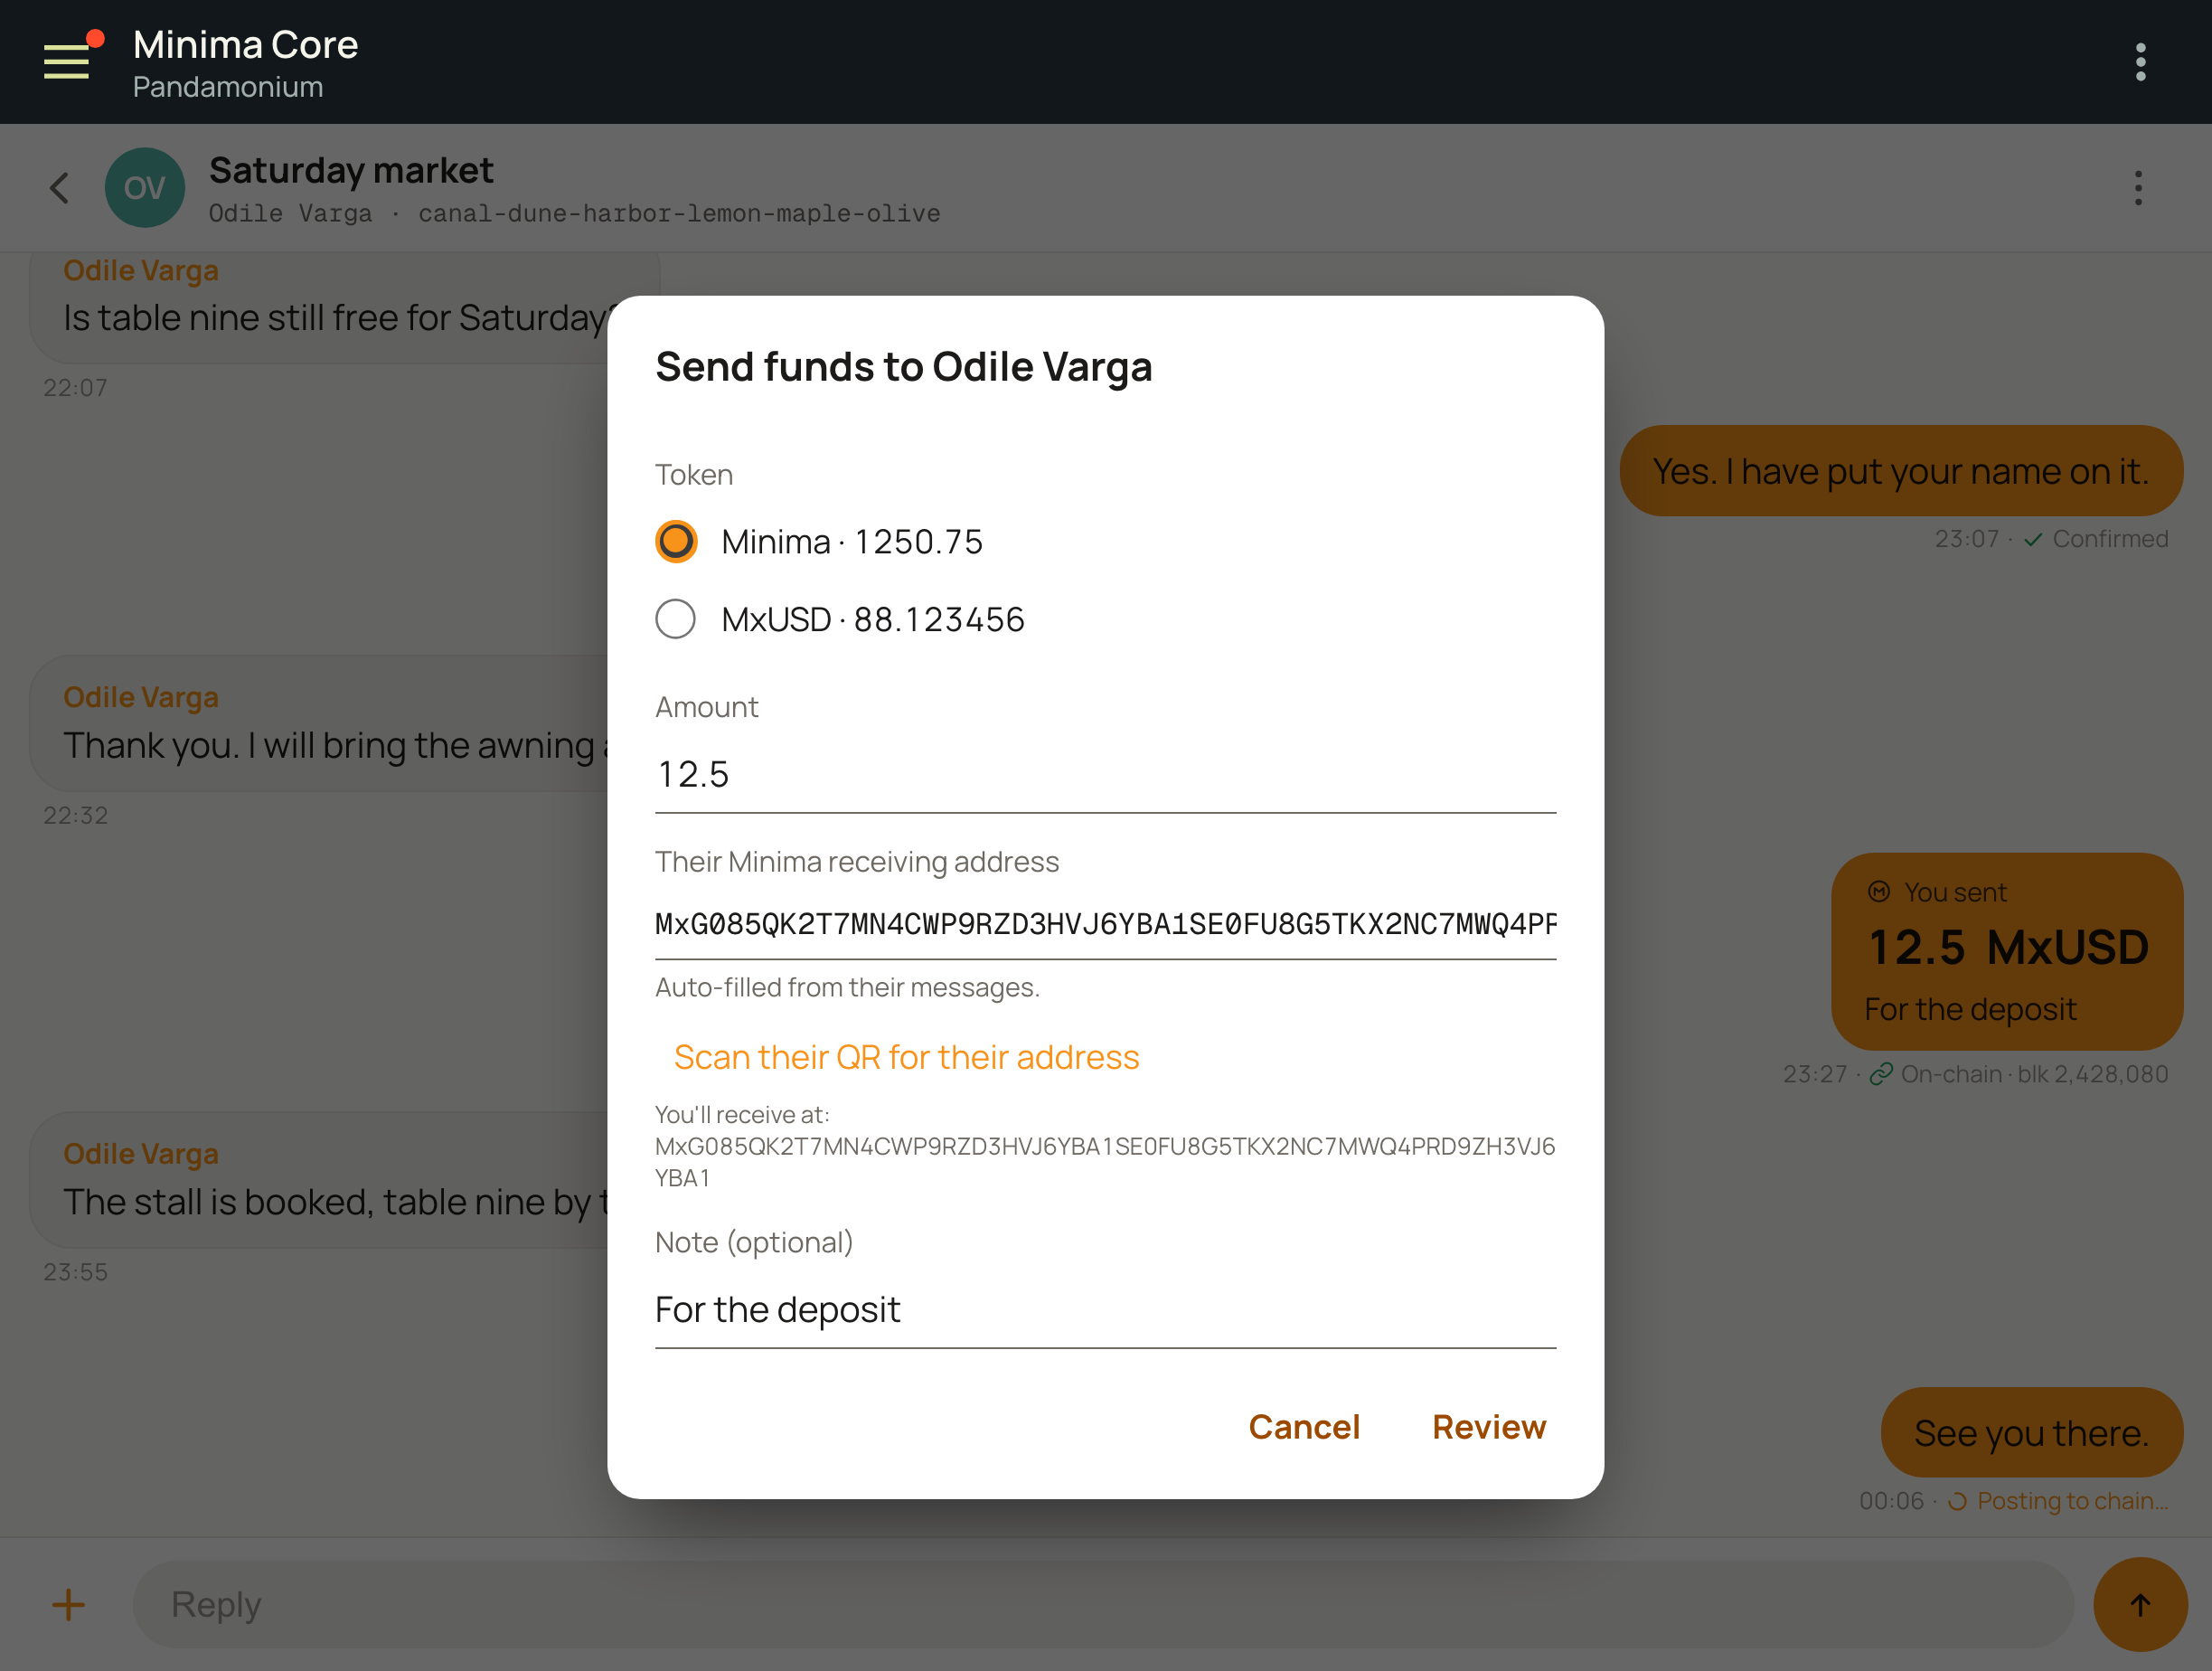 Minima Core
Pandamonium
OV
Saturday market
Odile Varga · canal-dune-harbor-lemon-maple-olive
Odile Varga
Is table nine still free for Saturday?
22:07
Yes. I have put your name on it.
23:07 · Confirmed
Odile Varga
Thank you. I will bring the awning
22:32
You sent
12.5 MxUSD
For the deposit
23:27 · On-chain · blk 2,428,080
Odile Varga
The stall is booked, table nine by
23:55
See you there.
00:06 · Posting to chain…
Reply
Send funds to Odile Varga
Token
Minima · 1250.75
MxUSD · 88.123456
Amount
12.5
Their Minima receiving address
MxG085QK2T7MN4CWP9RZD3HVJ6YBA1SE0FU8G5TKX2NC7MWQ4PR
Auto-filled from their messages.
Scan their QR for their address
You'll receive at:
MxG085QK2T7MN4CWP9RZD3HVJ6YBA1SE0FU8G5TKX2NC7MWQ4PRD9ZH3VJ6
YBA1
Note (optional)
For the deposit
Cancel
Review